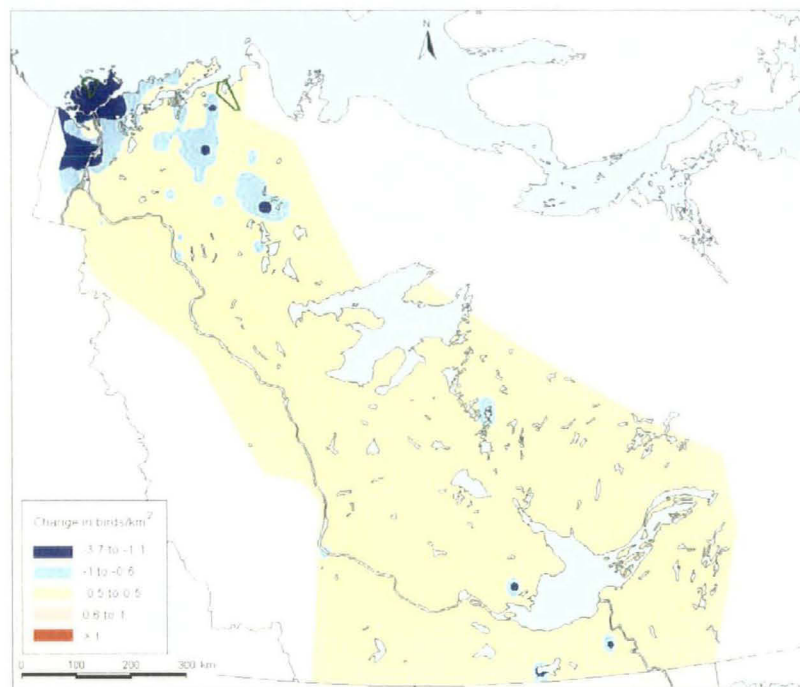 N
Change in birds/km²
-3.7 to -1.1
-1 to -0.6
-0.5 to 0.5
0.6 to 1
> 1
0 100 200 300 km